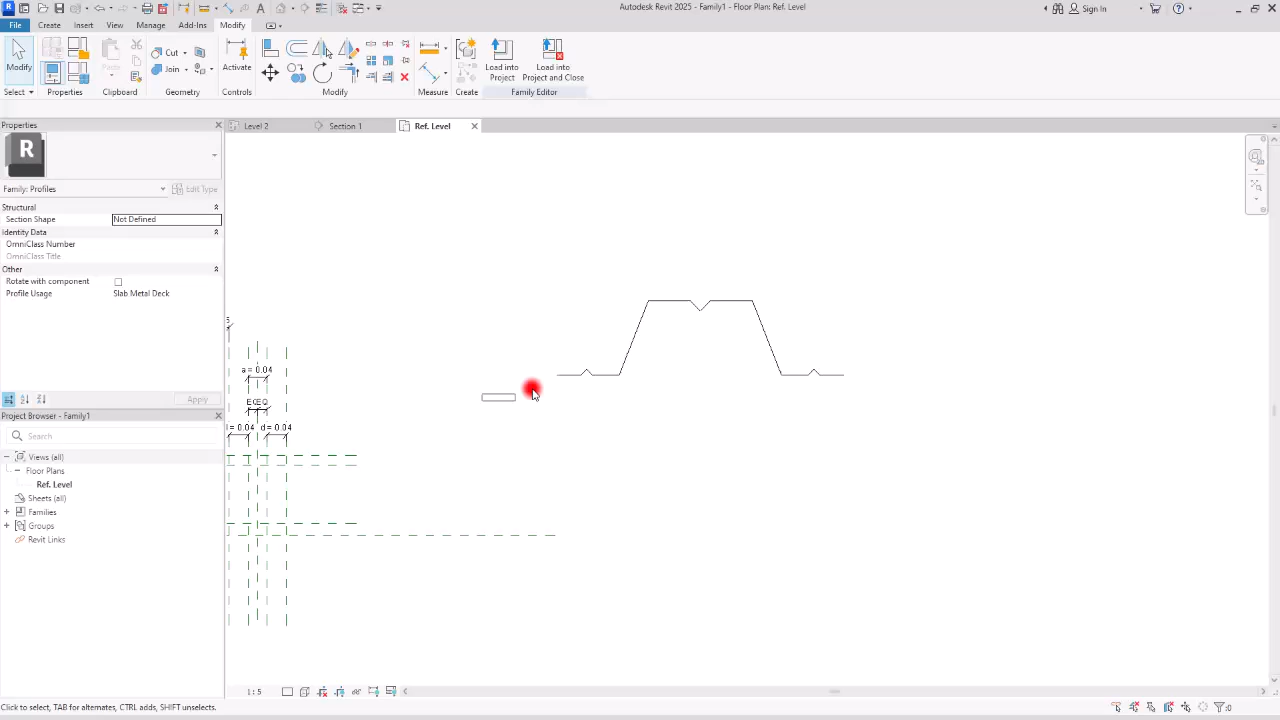 Autodesk Revit 2025 - Family1 - Floor Plan: Ref. Level
Sign In
File Create Insert View Manage Add-Ins Modify
Modify Cut Join Activate Load into Project Load into Project and Close
Select Properties Clipboard Geometry Controls Modify Measure Create Family Editor
Properties
Level 2 Section 1 Ref. Level
R
Family: Profiles Edit Type
Structural
Section Shape Not Defined
Identity Data
OmniClass Number
OmniClass Title
Other
Rotate with component
Profile Usage Slab Metal Deck
5
a = 0.04
d = 0.04
Apply
Project Browser - Family1
Search
Views (all)
Floor Plans
Ref. Level
Sheets (all)
Families
Groups
Revit Links
1 : 5
Click to select, TAB for alternates, CTRL adds, SHIFT unselects.
:0